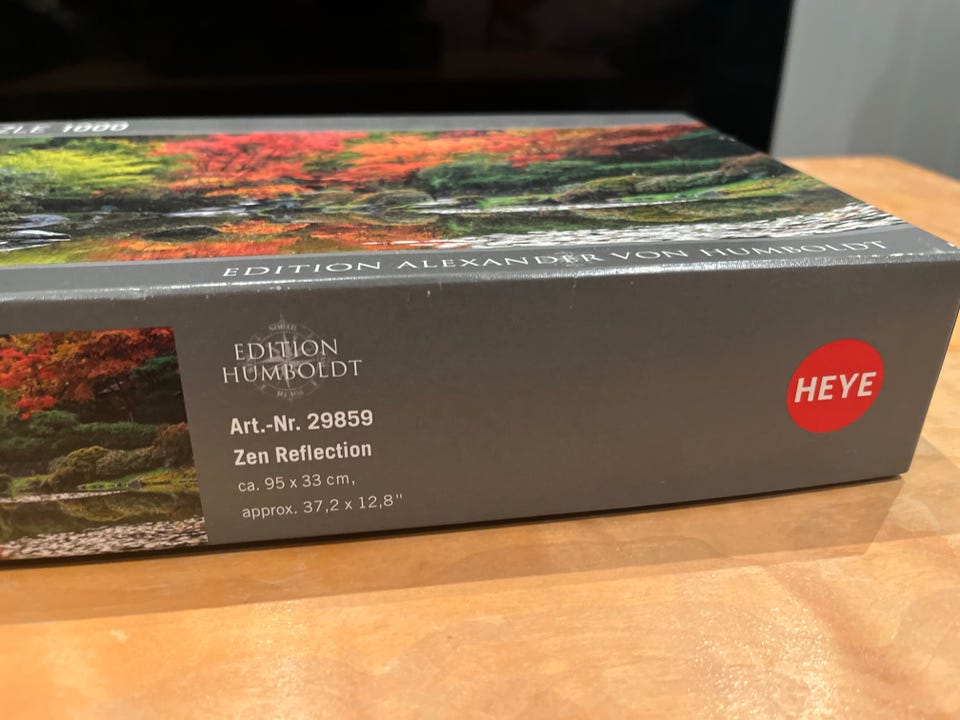 ZLE 1000
EDITION ALEXANDER VON HUMBOLDT
NORTH
EDITION
HUMBOLDT
HEYE
Art.-Nr. 29859
Zen Reflection
ca. 95 x 33 cm,
approx. 37,2 x 12,8"